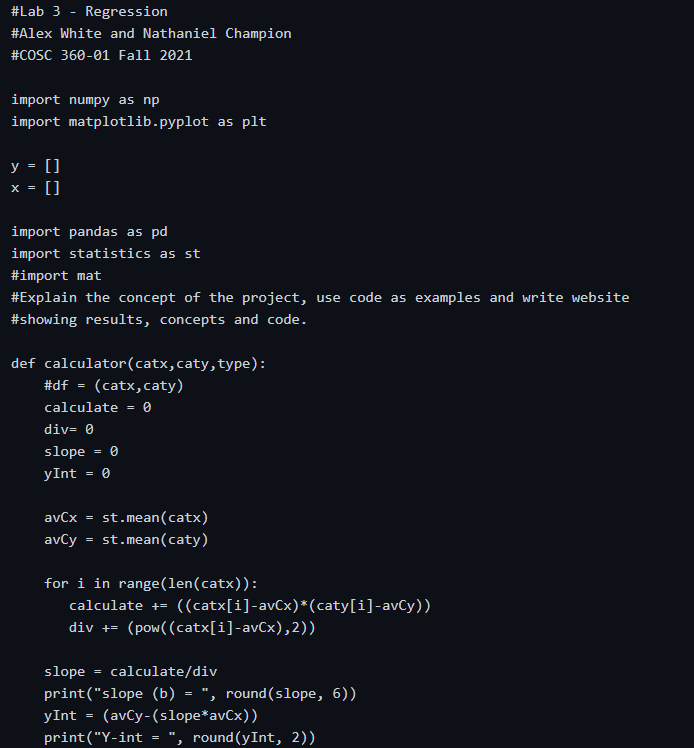 #Lab 3 - Regression
#Alex White and Nathaniel Champion
#COSC 360-01 Fall 2021
import numpy as np
import matplotlib.pyplot as plt
y = []
x = []
import pandas as pd
import statistics as st
#import mat
#Explain the concept of the project, use code as examples and write website
#showing results, concepts and code.
def calculator(catx,caty,type):
    #df = (catx,caty)
    calculate = 0
    div= 0
    slope = 0
    yInt = 0
    avCx = st.mean(catx)
    avCy = st.mean(caty)
    for i in range(len(catx)):
       calculate += ((catx[i]-avCx)*(caty[i]-avCy))
       div += (pow((catx[i]-avCx),2))
    slope = calculate/div
    print("slope (b) = ", round(slope, 6))
    yInt = (avCy-(slope*avCx))
    print("Y-int = ", round(yInt, 2))